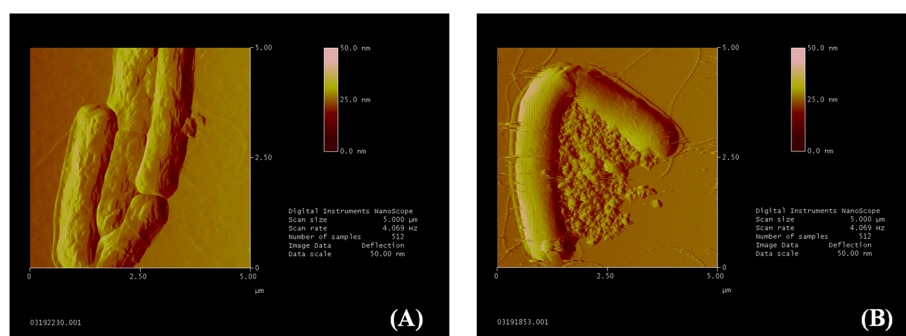 5.00
50.0 nm
25.0 nm
2.50
0.0 nm
Digital Instruments NanoScope
Scan size 5.000 µm
Scan rate 4.069 Hz
Number of samples 512
Image Data Deflection
Data scale 50.00 nm
0
0 2.50 5.00
µm
03192230.001
(A)
5.00
50.0 nm
25.0 nm
2.50
0.0 nm
Digital Instruments NanoScope
Scan size 5.000 µm
Scan rate 4.069 Hz
Number of samples 512
Image Data Deflection
Data scale 50.00 nm
0
0 2.50 5.00
µm
03191853.001
(B)